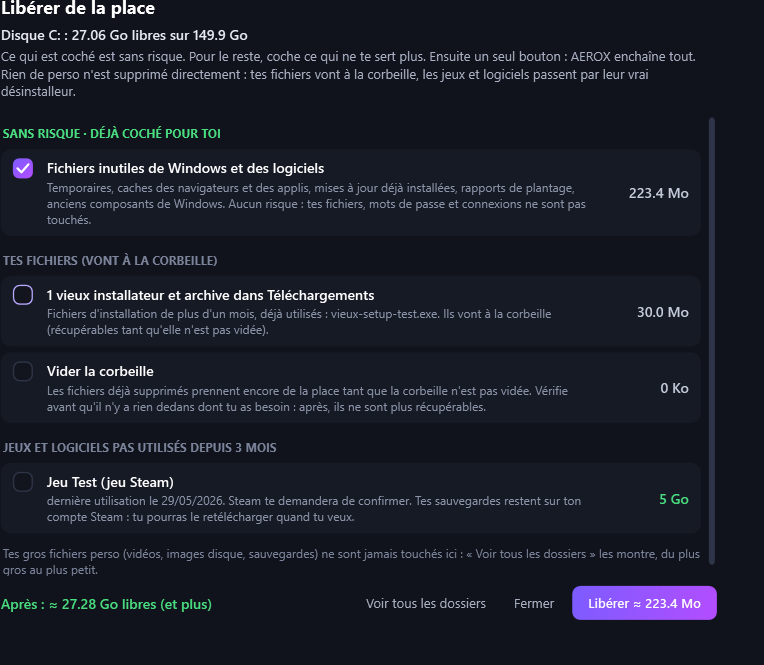 Libérer de la place
Disque C: : 27.06 Go libres sur 149.9 Go
Ce qui est coché est sans risque. Pour le reste, coche ce qui ne te sert plus. Ensuite un seul bouton : AEROX enchaîne tout.
Rien de perso n'est supprimé directement : tes fichiers vont à la corbeille, les jeux et logiciels passent par leur vrai
désinstalleur.
SANS RISQUE · DÉJÀ COCHÉ POUR TOI
Fichiers inutiles de Windows et des logiciels
Temporaires, caches des navigateurs et des applis, mises à jour déjà installées, rapports de plantage,
anciens composants de Windows. Aucun risque : tes fichiers, mots de passe et connexions ne sont pas
touchés.
223.4 Mo
TES FICHIERS (VONT À LA CORBEILLE)
1 vieux installateur et archive dans Téléchargements
Fichiers d'installation de plus d'un mois, déjà utilisés : vieux-setup-test.exe. Ils vont à la corbeille
(récupérables tant qu'elle n'est pas vidée).
30.0 Mo
Vider la corbeille
Les fichiers déjà supprimés prennent encore de la place tant que la corbeille n'est pas vidée. Vérifie
avant qu'il n'y a rien dedans dont tu as besoin : après, ils ne sont plus récupérables.
0 Ko
JEUX ET LOGICIELS PAS UTILISÉS DEPUIS 3 MOIS
Jeu Test (jeu Steam)
dernière utilisation le 29/05/2026. Steam te demandera de confirmer. Tes sauvegardes restent sur ton
compte Steam : tu pourras le retélécharger quand tu veux.
5 Go
Tes gros fichiers perso (vidéos, images disque, sauvegardes) ne sont jamais touchés ici : « Voir tous les dossiers » les montre, du plus
gros au plus petit.
Après : ≈ 27.28 Go libres (et plus)
Voir tous les dossiers
Fermer
Libérer ≈ 223.4 Mo